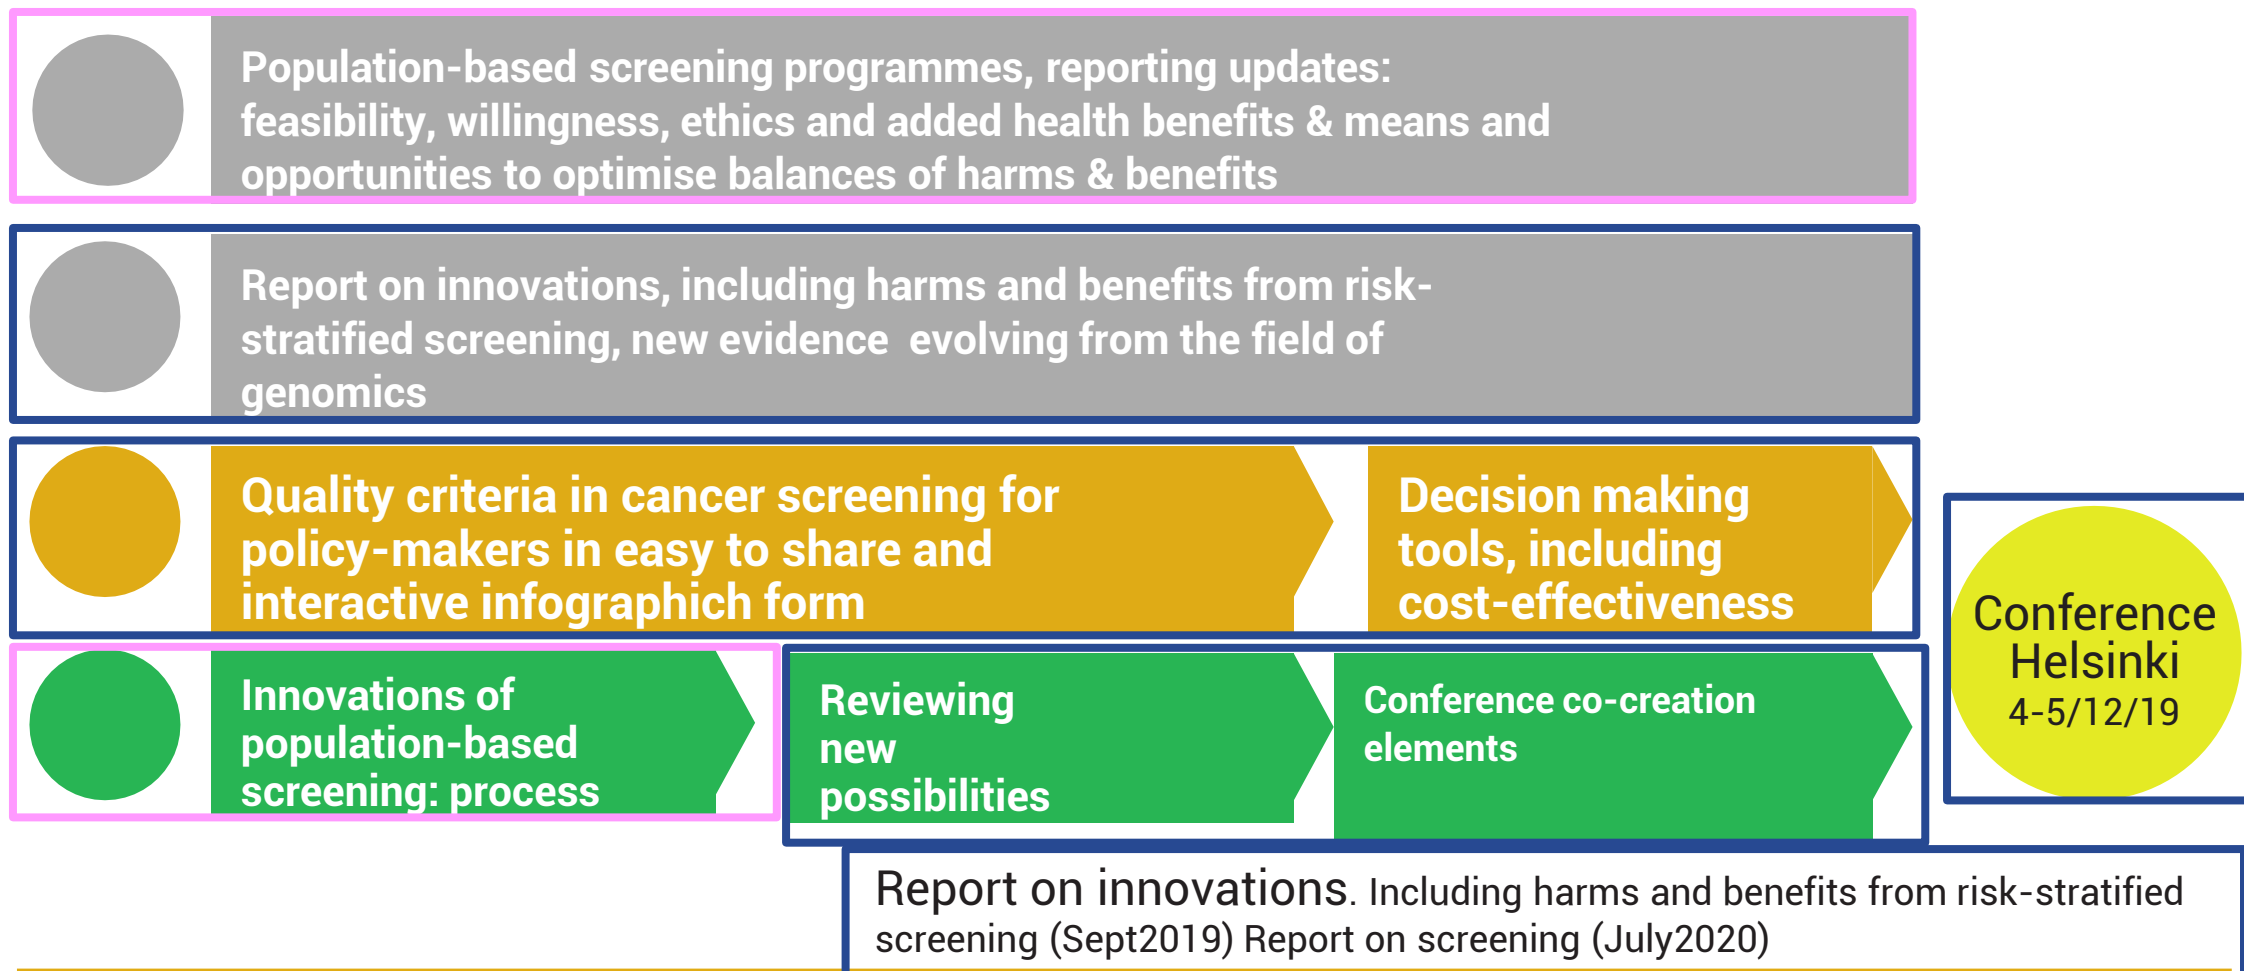 Population-based screening programmes, reporting updates:
feasibility, willingness, ethics and added health benefits & means and
opportunities to optimise balances of harms & benefits
Report on innovations, including harms and benefits from risk-
stratified screening, new evidence evolving from the field of
genomics
Quality criteria in cancer screening for
policy-makers in easy to share and
interactive infographich form
Decision making
tools, including
cost-effectiveness
Innovations of
population-based
screening: process
Reviewing
new
possibilities
Conference co-creation
elements
Conference
Helsinki
4-5/12/19
Report on innovations. Including harms and benefits from risk-stratified
screening (Sept2019) Report on screening (July2020)